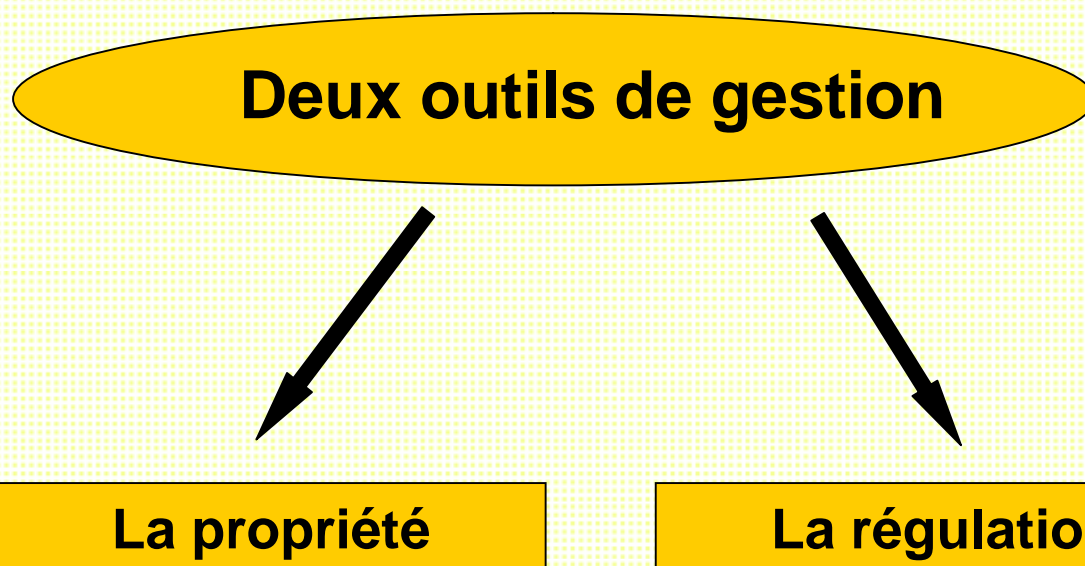 Deux outils de gestion
La propriété
La régulatio